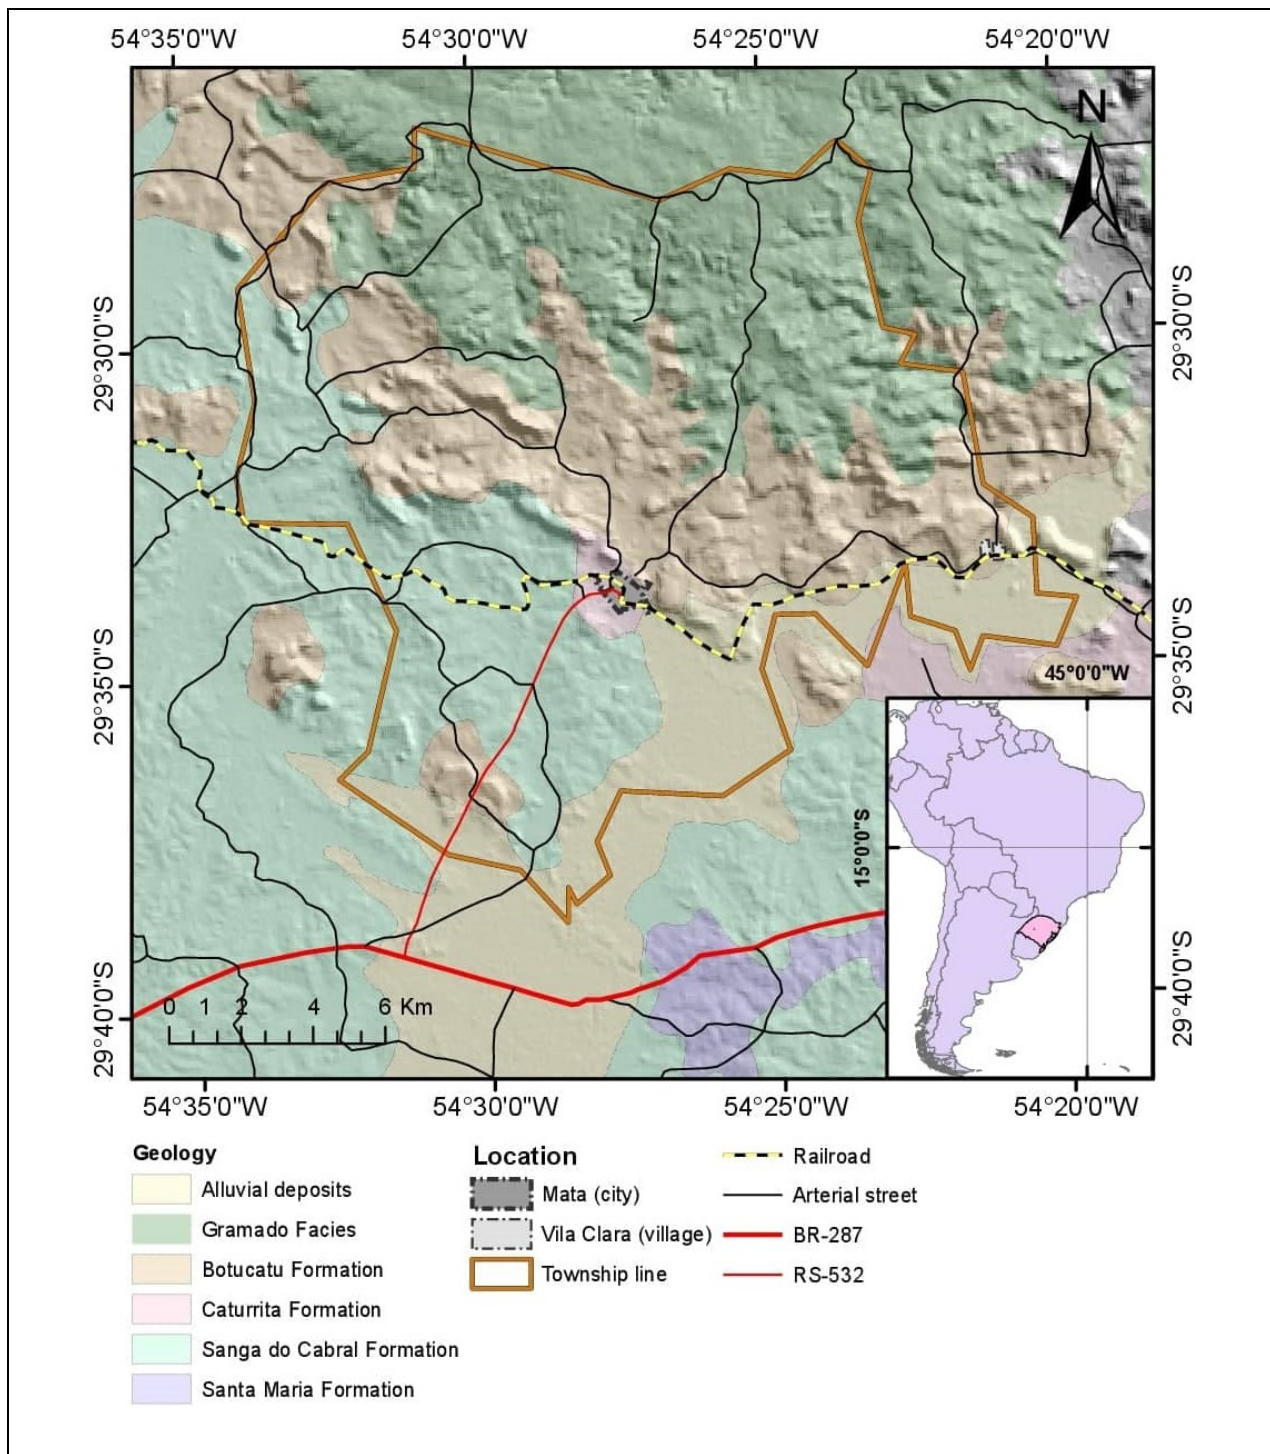 54°35'0"W 54°30'0"W 54°25'0"W 54°20'0"W
N
29°30'0"S
29°30'0"S
29°35'0"S
29°35'0"S
45°0'0"W
15°0'0"S
29°40'0"S
29°40'0"S
0 1 2 4 6 Km
54°35'0"W 54°30'0"W 54°25'0"W 54°20'0"W
Geology
Alluvial deposits
Gramado Facies
Botucatu Formation
Caturrita Formation
Sanga do Cabral Formation
Santa Maria Formation
Location
Mata (city)
Vila Clara (village)
Township line
Railroad
Arterial street
BR-287
RS-532